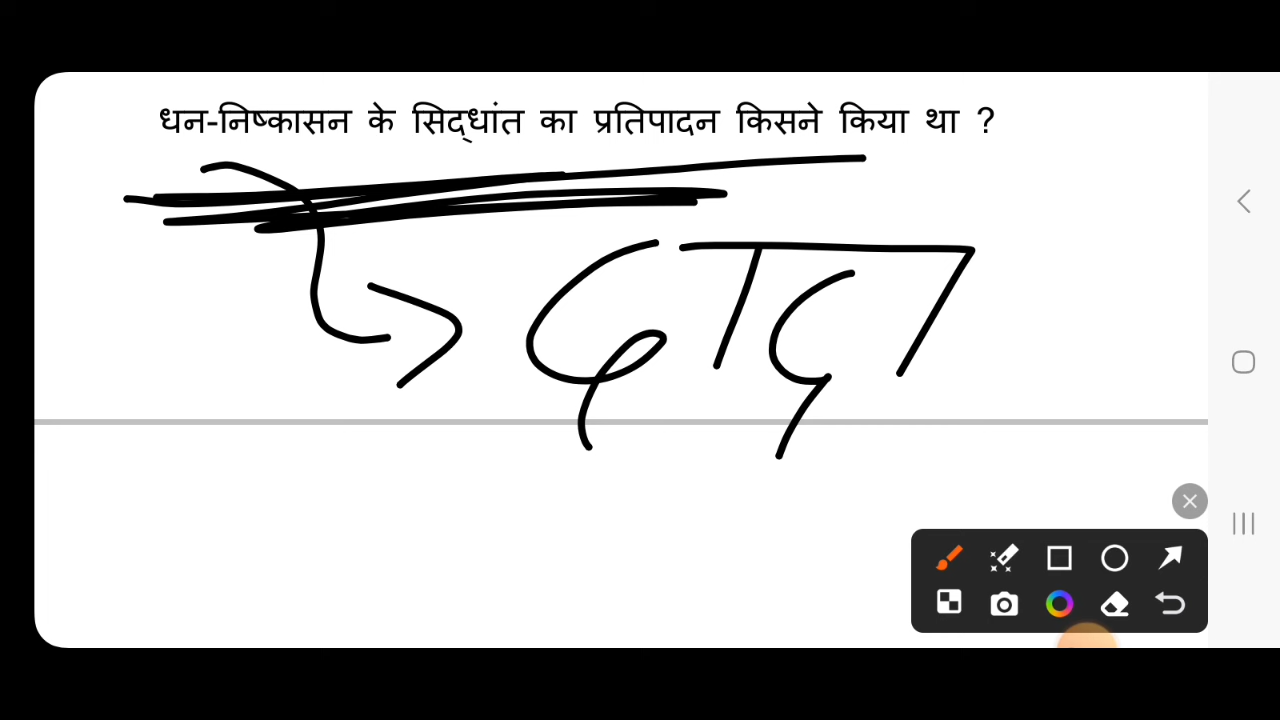 धन-निष्कासन के सिद्धांत का प्रतिपादन किसने किया था ?
दादा